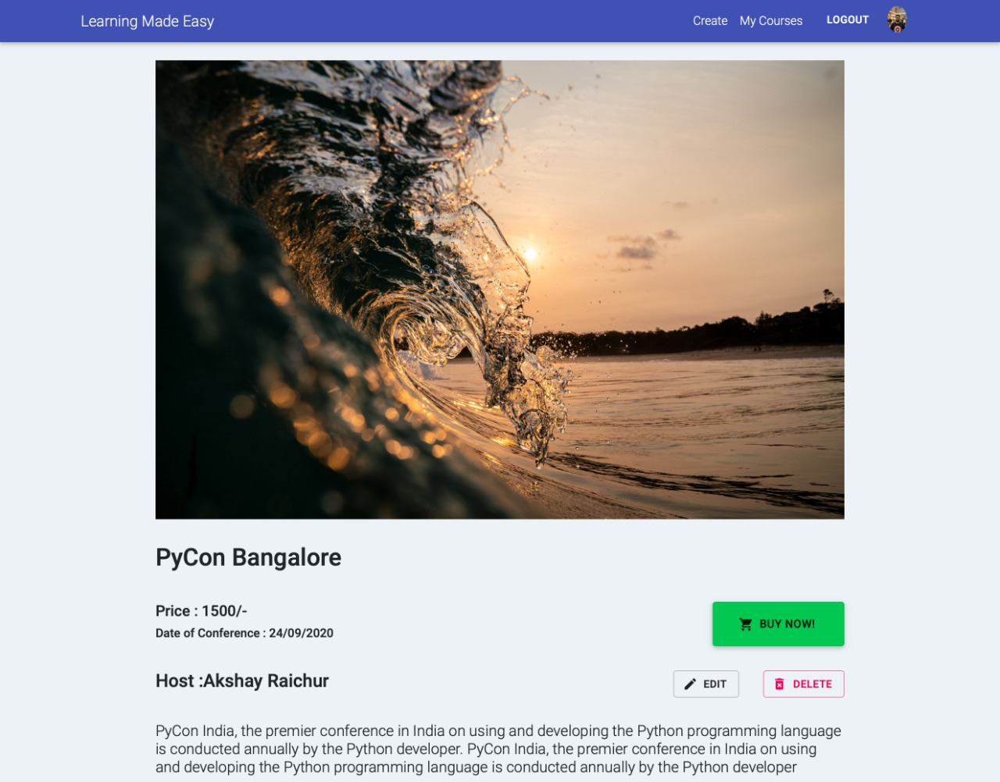 Learning Made Easy
Create My Courses LOGOUT
PyCon Bangalore
Price : 1500/-
BUY NOW!
Date of Conference : 24/09/2020
Host :Akshay Raichur
EDIT DELETE
PyCon India, the premier conference in India on using and developing the Python programming language
is conducted annually by the Python developer. PyCon India, the premier conference in India on using
and developing the Python programming language is conducted annually by the Python developer